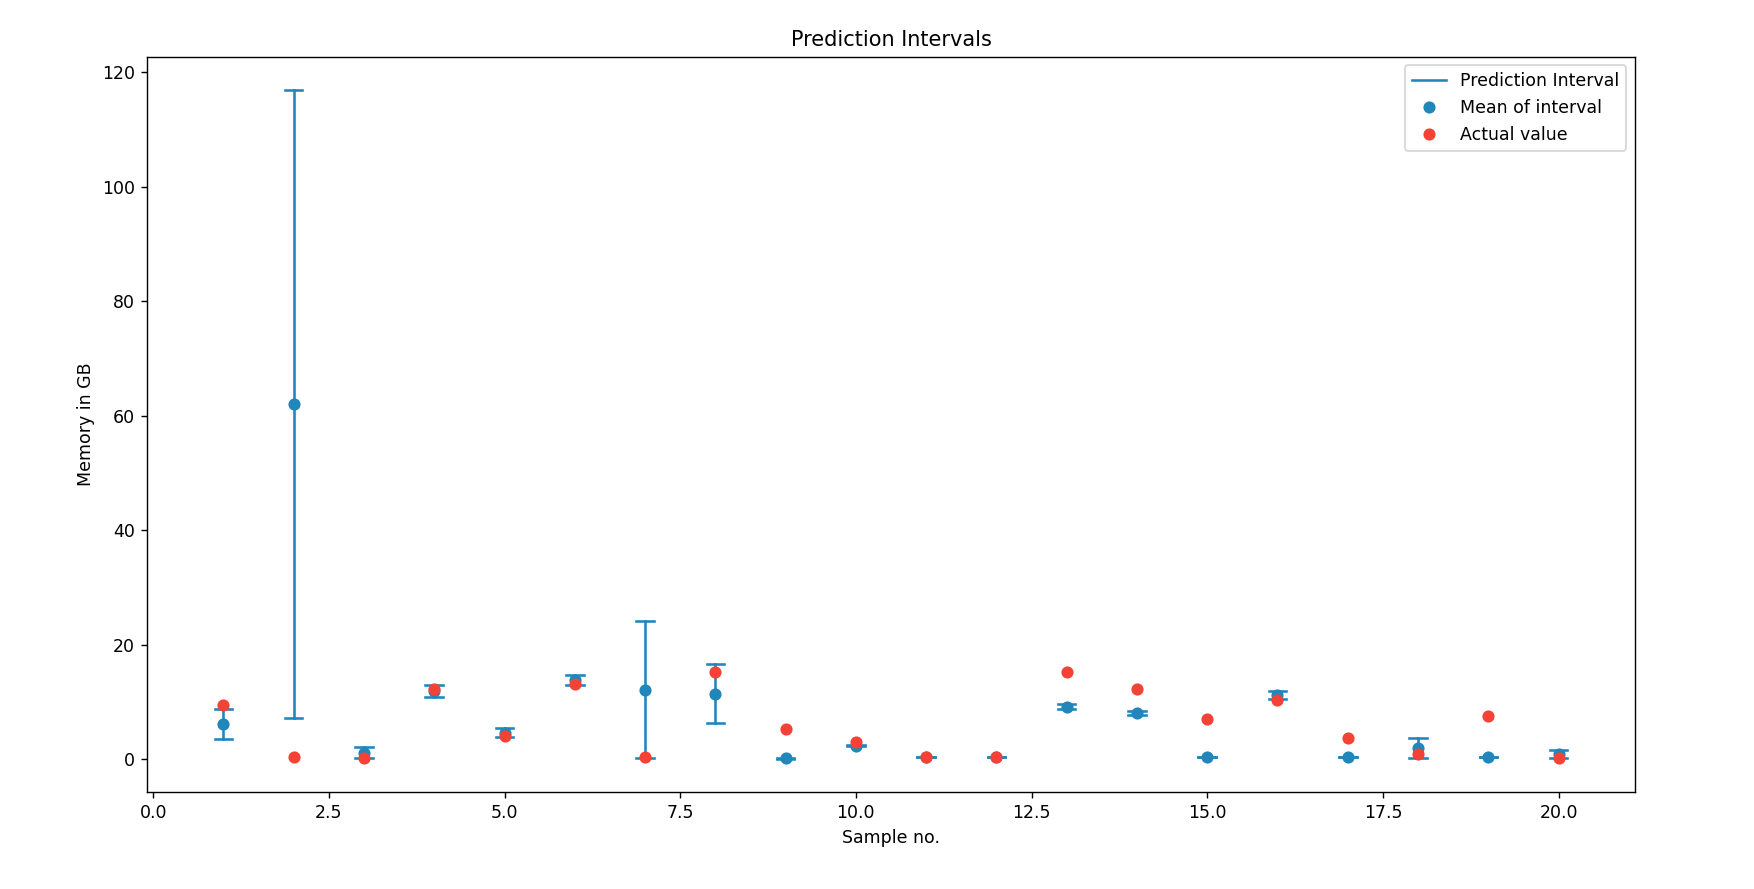 Prediction Intervals
120
100
80
60
40
20
0
Memory in GB
Prediction Interval
Mean of interval
Actual value
0.0 2.5 5.0 7.5 10.0 12.5 15.0 17.5 20.0
Sample no.